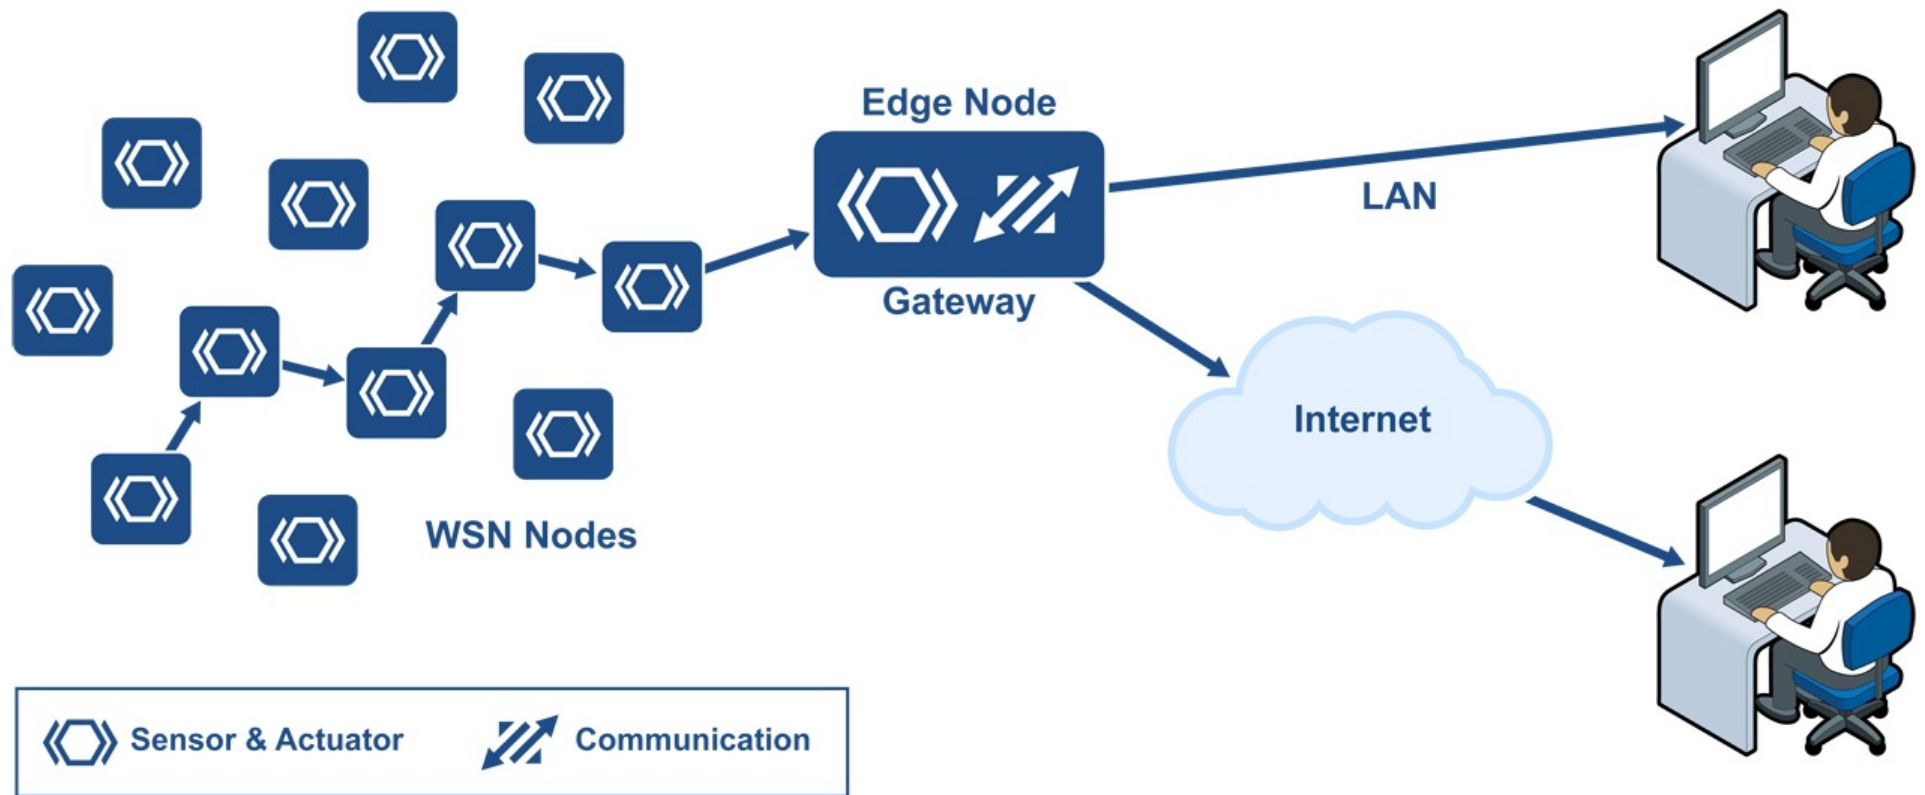 Edge Node
LAN
Gateway
Internet
WSN Nodes
Sensor & Actuator
Communication